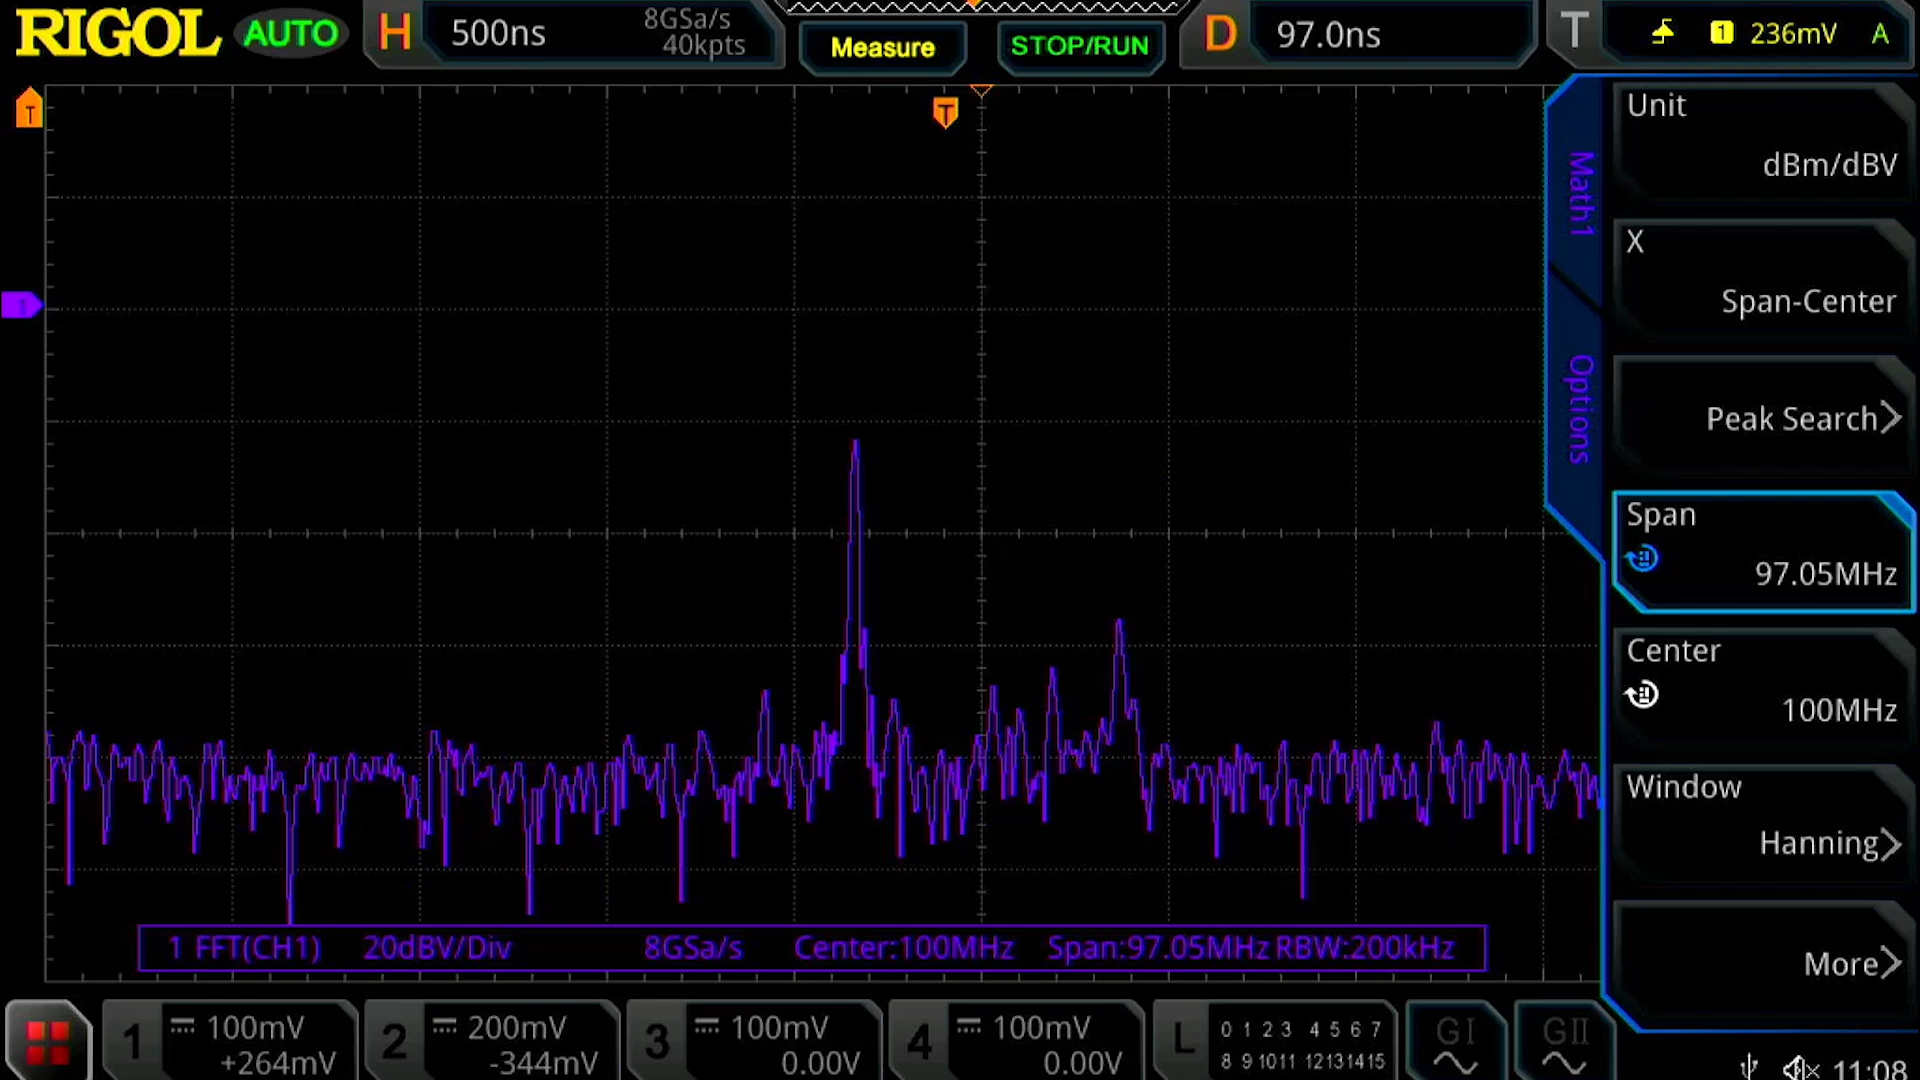 RIGOL AUTO H 500ns 8GSa/s 40kpts Measure STOP/RUN D 97.0ns T 1 236mV A
T
T
1
Math1
Options
Unit
dBm/dBV
X
Span-Center
Peak Search
Span
97.05MHz
Center
100MHz
Window
Hanning
More
1 FFT(CH1) 20dBV/Div 8GSa/s Center:100MHz Span:97.05MHz RBW:200kHz
1 100mV +264mV
2 200mV -344mV
3 100mV 0.00V
4 100mV 0.00V
L 0 1 2 3 4 5 6 7
8 9 10 11 12 13 14 15
GI
GII
11:08